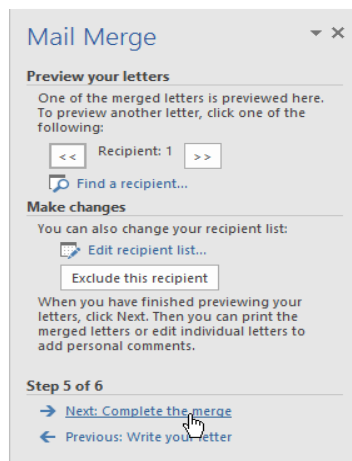 Mail Merge
Preview your letters
One of the merged letters is previewed here.
To preview another letter, click one of the
following:
<< Recipient: 1 >>
Find a recipient...
Make changes
You can also change your recipient list:
Edit recipient list...
Exclude this recipient
When you have finished previewing your
letters, click Next. Then you can print the
merged letters or edit individual letters to
add personal comments.
Step 5 of 6
Next: Complete the merge
Previous: Write your letter